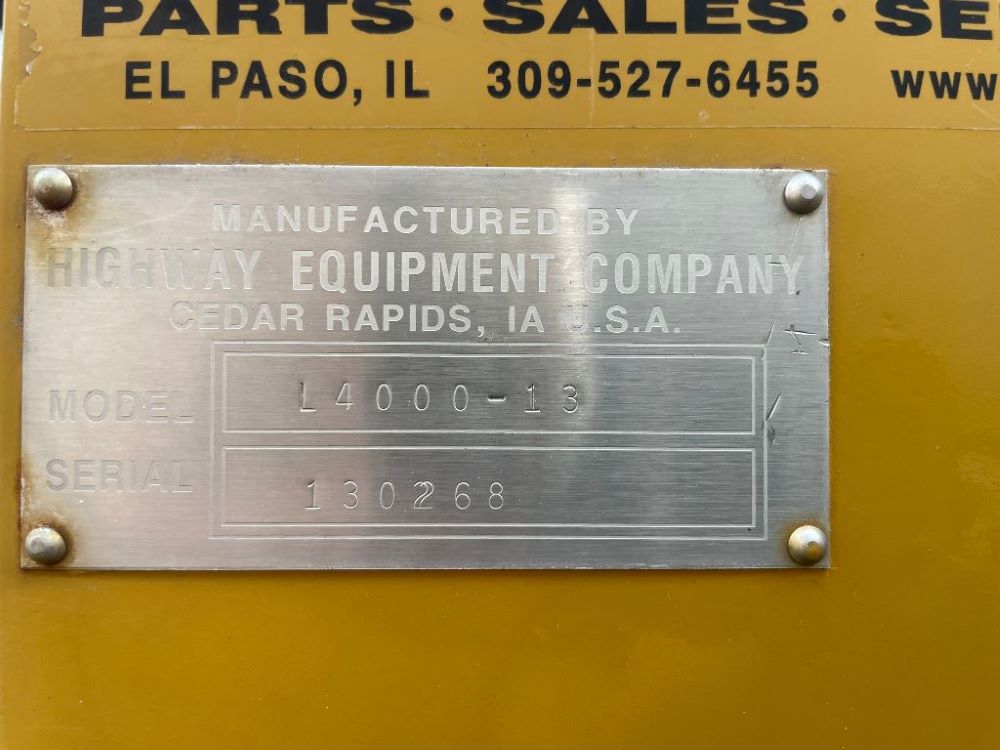 PARTS · SALES · SE
EL PASO, IL 309-527-6455 WWW
MANUFACTURED BY
HIGHWAY EQUIPMENT COMPANY
CEDAR RAPIDS, IA U.S.A.
MODEL L4000-13
SERIAL 130268